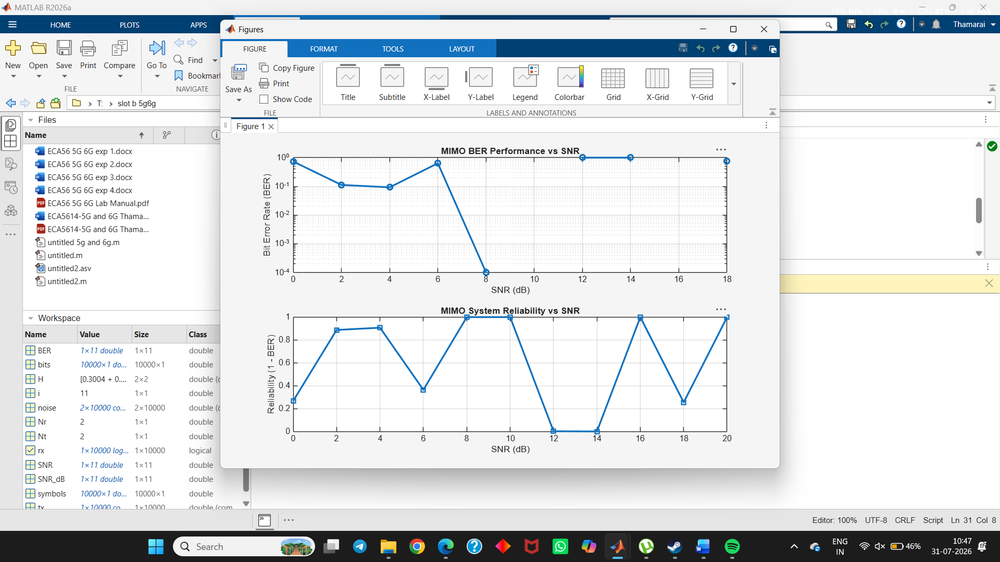 MATLAB R2026a
FPS N/A | GPU 0% | CPU 27% | LAT N/A
HOME PLOTS APPS
Thamarai
New Open Save Print Compare Go To Find Bookmark
FILE NAVIGATE
T: slot b 5g6g
Files
Name
ECA56 5G 6G exp 1.docx
ECA56 5G 6G exp 2.docx
ECA56 5G 6G exp 3.docx
ECA56 5G 6G exp 4.docx
ECA56 5G 6G Lab Manual.pdf
ECA5614-5G and 6G Thama...
ECA5614-5G and 6G Thama...
untitled 5g and 6g.m
untitled.m
untitled2.asv
untitled2.m
Workspace
Name Value Size Class
BER 1×11 double 1×11 double
bits 10000×1 do... 10000×1 double
H [0.3004 + 0.... 2×2 double (c
i 11 1×1 double
noise 2×10000 co... 2×10000 double (c
Nr 2 1×1 double
Nt 2 1×1 double
rx 1×10000 log... 1×10000 logical
SNR 1×11 double 1×11 double
SNR_dB 1×11 double 1×11 double
symbols 10000×1 do... 10000×1 double
tx 1×10000 co... 1×10000 double (com
Figures
FIGURE FORMAT TOOLS LAYOUT
Save As
Copy Figure
Print
Show Code
FILE
Title Subtitle X-Label Y-Label Legend Colorbar Grid X-Grid Y-Grid
LABELS AND ANNOTATIONS
Figure 1
MIMO BER Performance vs SNR
Bit Error Rate (BER)
10⁰
10⁻¹
10⁻²
10⁻³
10⁻⁴
0 2 4 6 8 10 12 14 16 18
SNR (dB)
MIMO System Reliability vs SNR
Reliability (1 - BER)
1
0.8
0.6
0.4
0.2
0
0 2 4 6 8 10 12 14 16 18 20
SNR (dB)
Editor: 100% UTF-8 CRLF Script Ln 31 Col 8
Search
ENG
IN
46%
10:47
31-07-2026